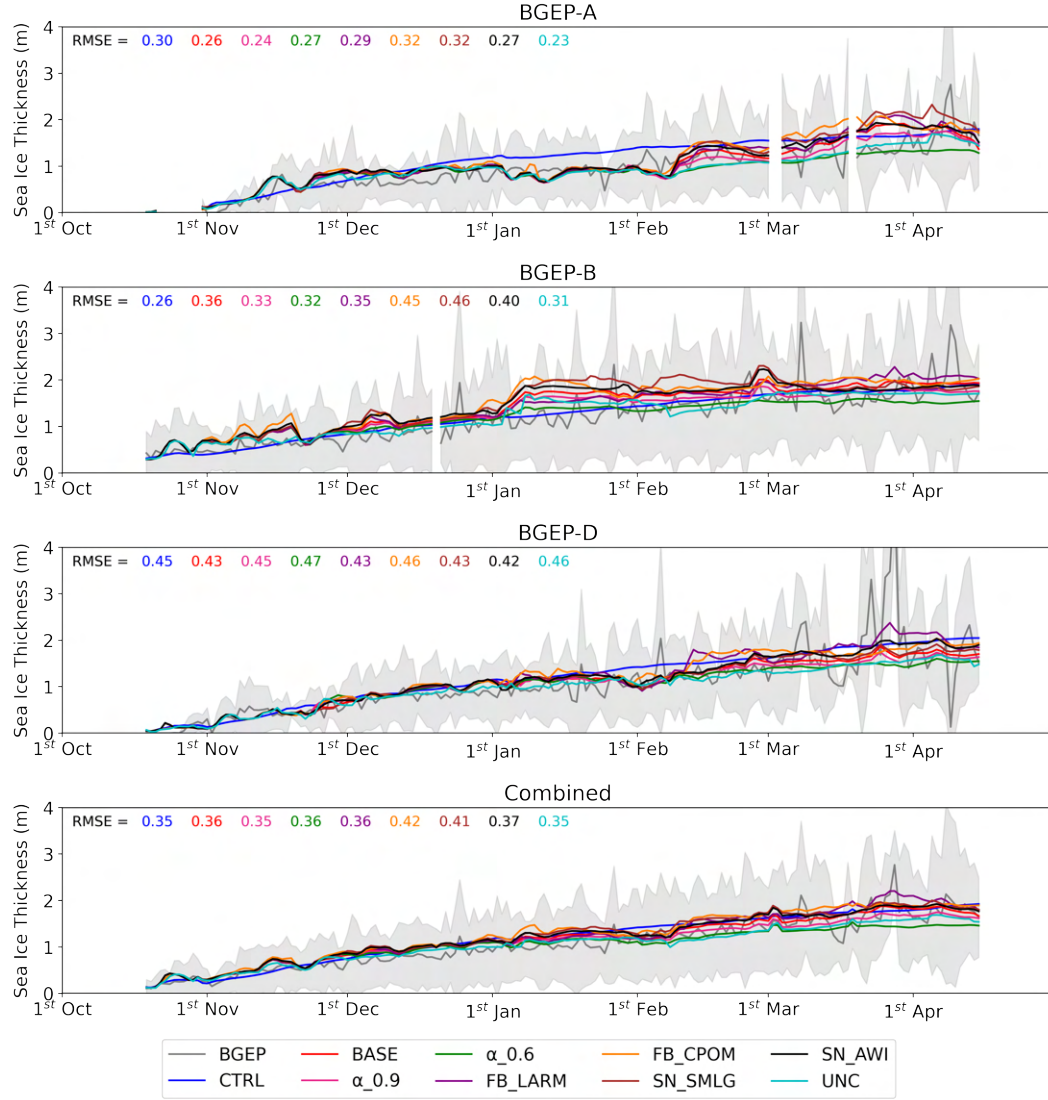 BGEP-A
Sea Ice Thickness (m)
4
3
2
1
0
RMSE = 0.30 0.26 0.24 0.27 0.29 0.32 0.32 0.27 0.23
1st Oct 1st Nov 1st Dec 1st Jan 1st Feb 1st Mar 1st Apr
BGEP-B
Sea Ice Thickness (m)
4
3
2
1
0
RMSE = 0.26 0.36 0.33 0.32 0.35 0.45 0.46 0.40 0.31
1st Oct 1st Nov 1st Dec 1st Jan 1st Feb 1st Mar 1st Apr
BGEP-D
Sea Ice Thickness (m)
4
3
2
1
0
RMSE = 0.45 0.43 0.45 0.47 0.43 0.46 0.43 0.42 0.46
1st Oct 1st Nov 1st Dec 1st Jan 1st Feb 1st Mar 1st Apr
Combined
Sea Ice Thickness (m)
4
3
2
1
0
RMSE = 0.35 0.36 0.35 0.36 0.36 0.42 0.41 0.37 0.35
1st Oct 1st Nov 1st Dec 1st Jan 1st Feb 1st Mar 1st Apr
BGEP BASE α_0.6 FB_CPOM SN_AWI
CTRL α_0.9 FB_LARM SN_SMLG UNC